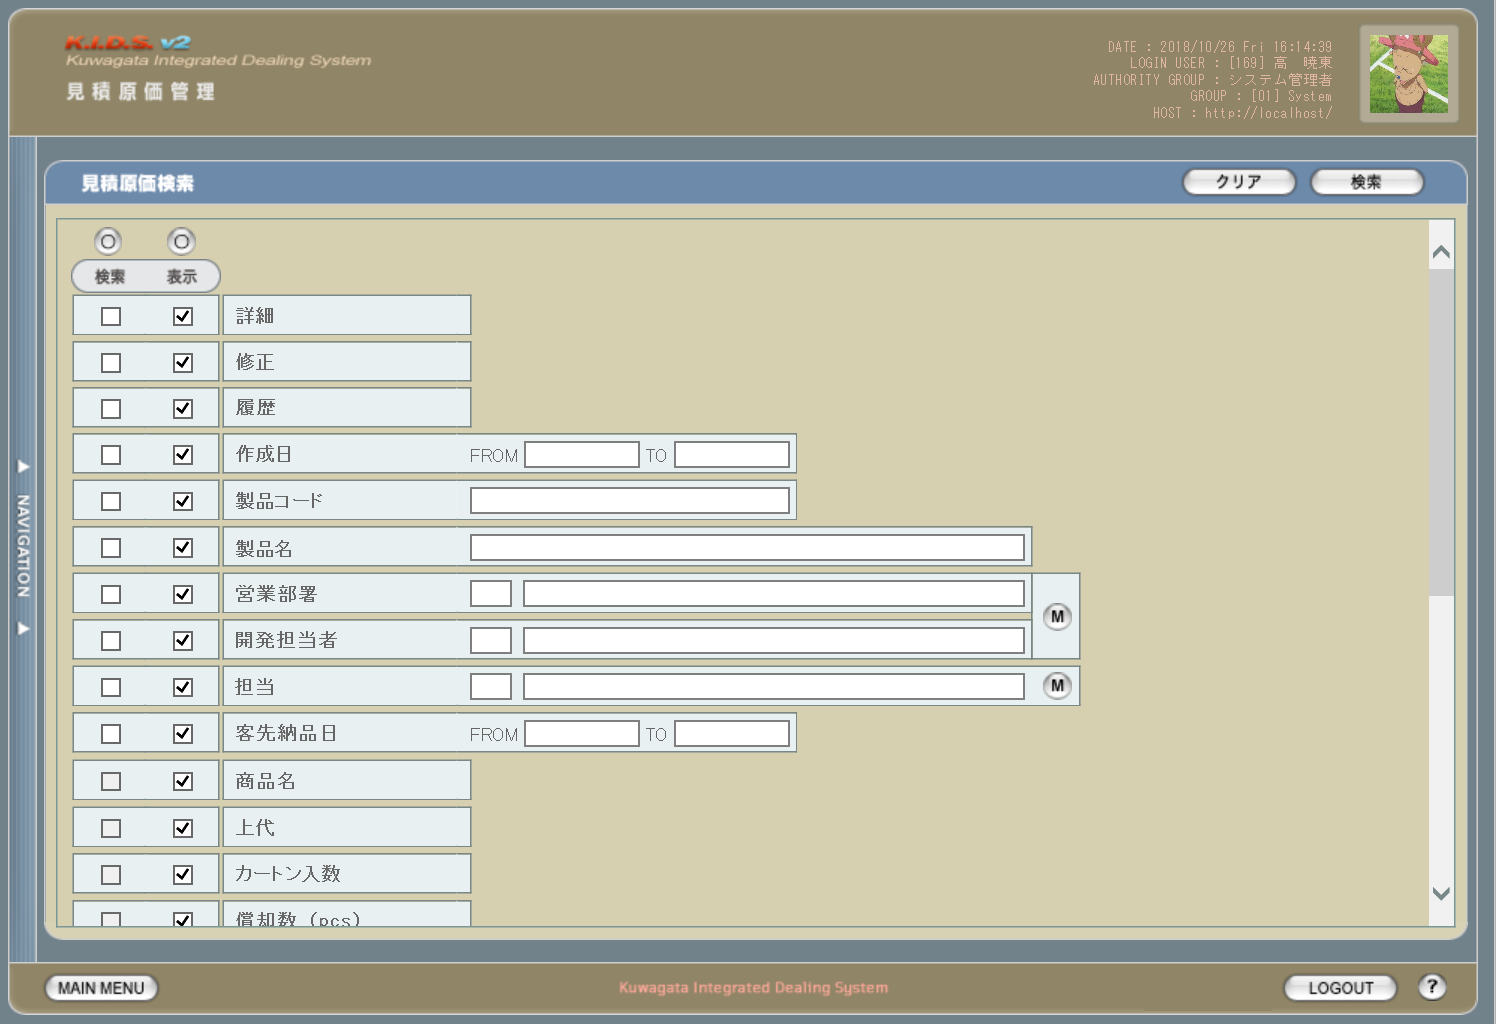 K.I.D.S. v2
Kuwagata Integrated Dealing System
見積原価管理
DATE : 2018/10/26 Fri 16:14:39
LOGIN USER : [169] 高 暁東
AUTHORITY GROUP : システム管理者
GROUP : [01] System
HOST : http://localhost/
見積原価検索
クリア
検索
検索 表示
詳細
修正
履歴
作成日 FROM TO
製品コード
製品名
営業部署
M
開発担当者
担当 M
客先納品日 FROM TO
商品名
上代
カートン入数
償却数 (pcs)
NAVIGATION
MAIN MENU
Kuwagata Integrated Dealing System
LOGOUT
?